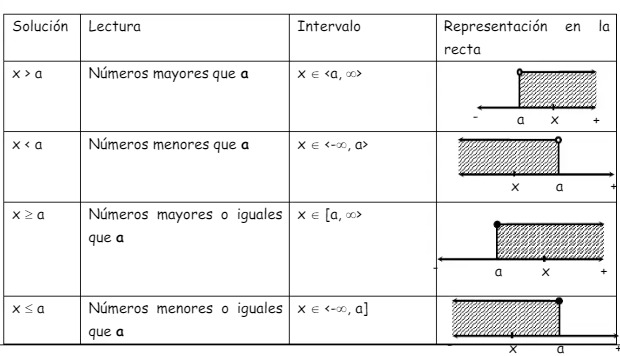 Solución Lectura Intervalo Representación en la
recta
x > a Números mayores que a x ∈ <a, ∞>
- a x +
x < a Números menores que a x ∈ <-∞, a>
x a +
x ≥ a Números mayores o iguales x ∈ [a, ∞>
que a
- a x +
x ≤ a Números menores o iguales x ∈ <-∞, a]
que a
- x a +